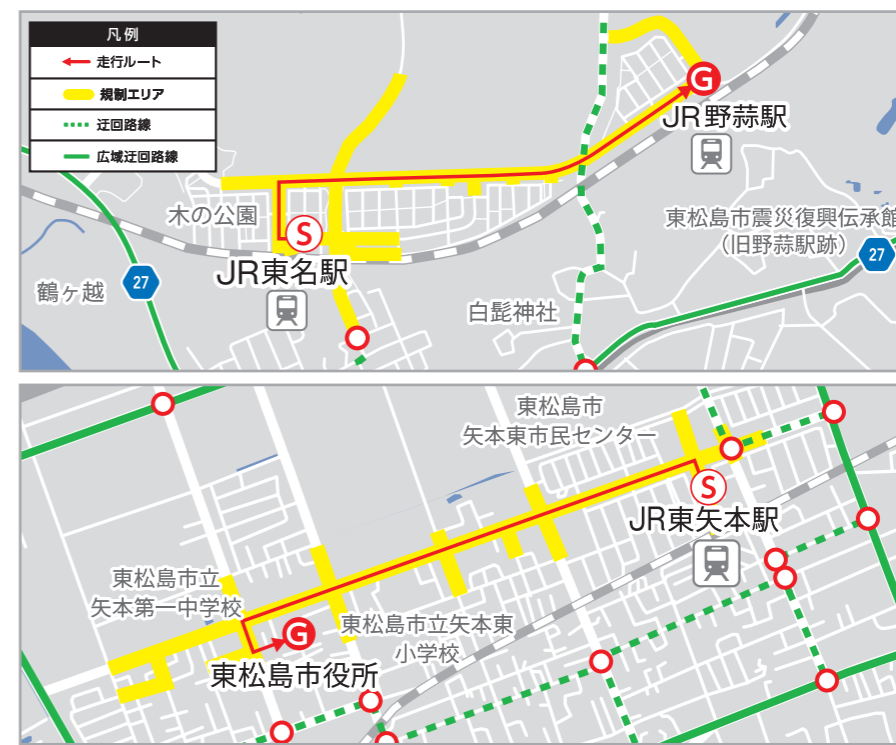 凡例
走行ルート
規制エリア
迂回路線
広域迂回路線
G
JR野蒜駅
木の公園
S
JR東名駅
東松島市震災復興伝承館
（旧野蒜駅跡）
27
鶴ヶ越
27
白髭神社
東松島市
矢本東市民センター
S
JR東矢本駅
東松島市立
矢本第一中学校
G
東松島市立矢本東
小学校
東松島市役所